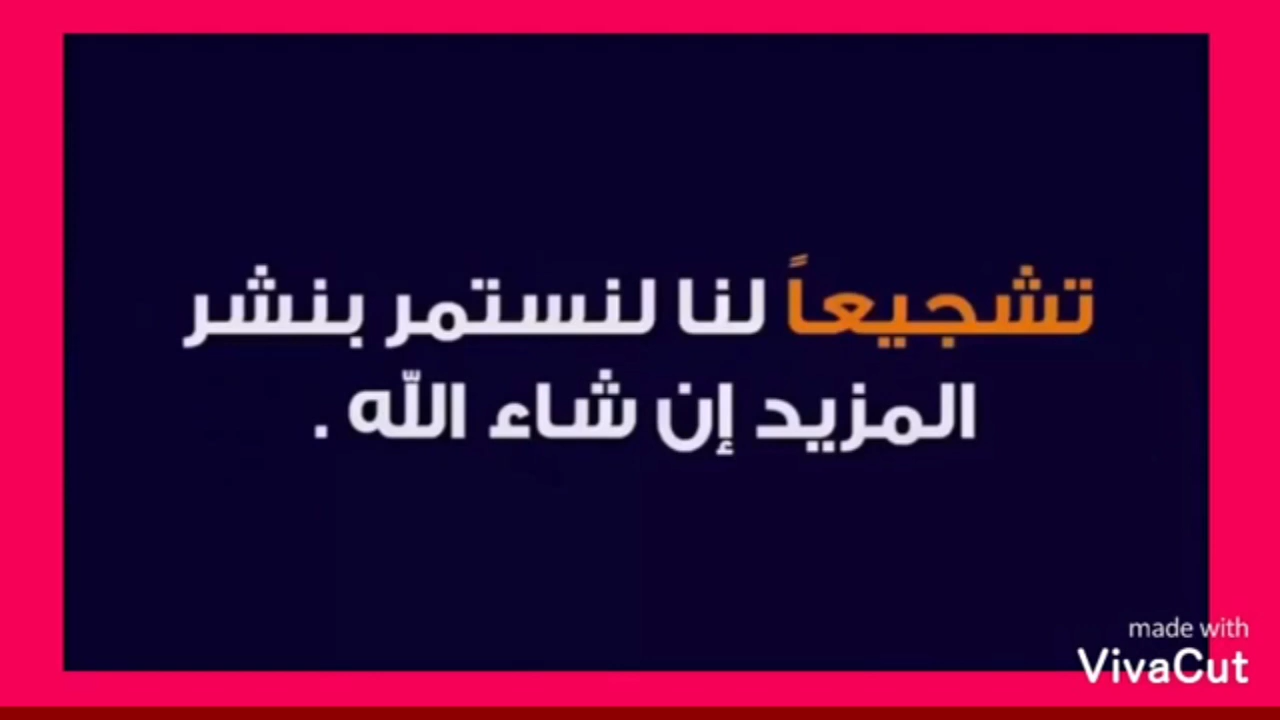 تشجيعاً لنا لنستمر بنشر
المزيد إن شاء الله .
made with
VivaCut